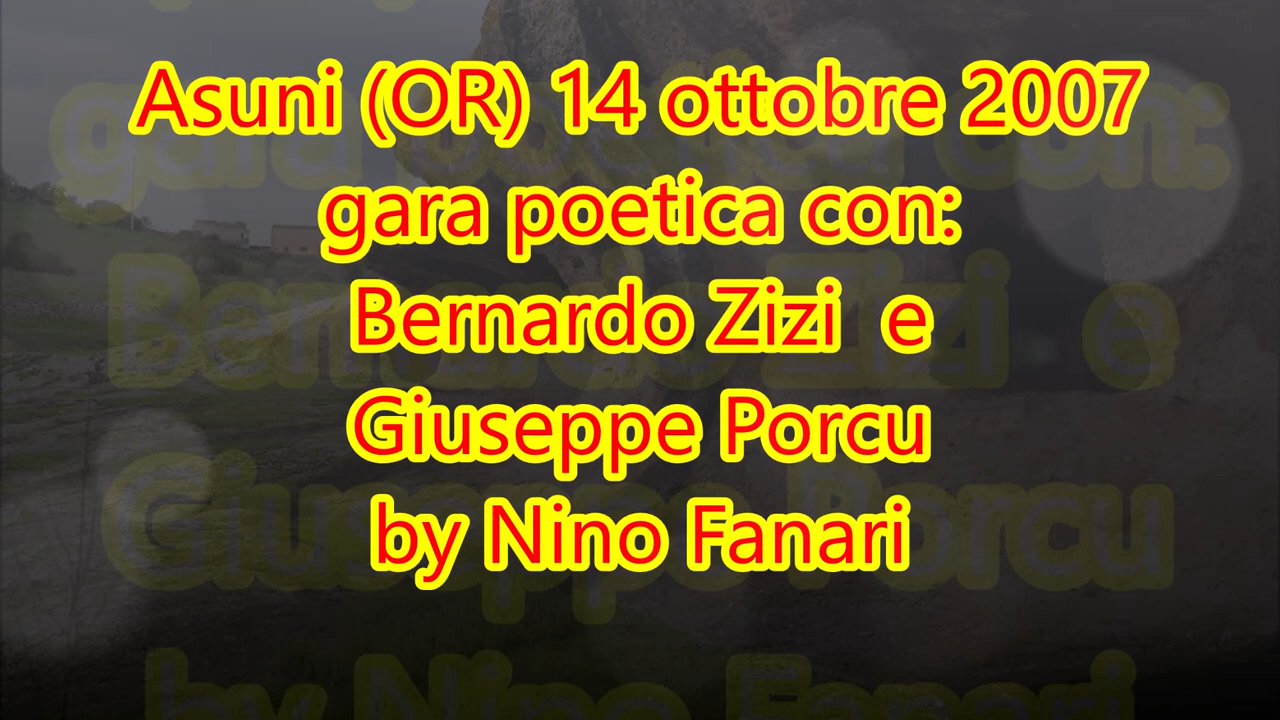 Asuni (OR) 14 ottobre 2007
gara poetica con:
Bernardo Zizi  e
Giuseppe Porcu
by Nino Fanari